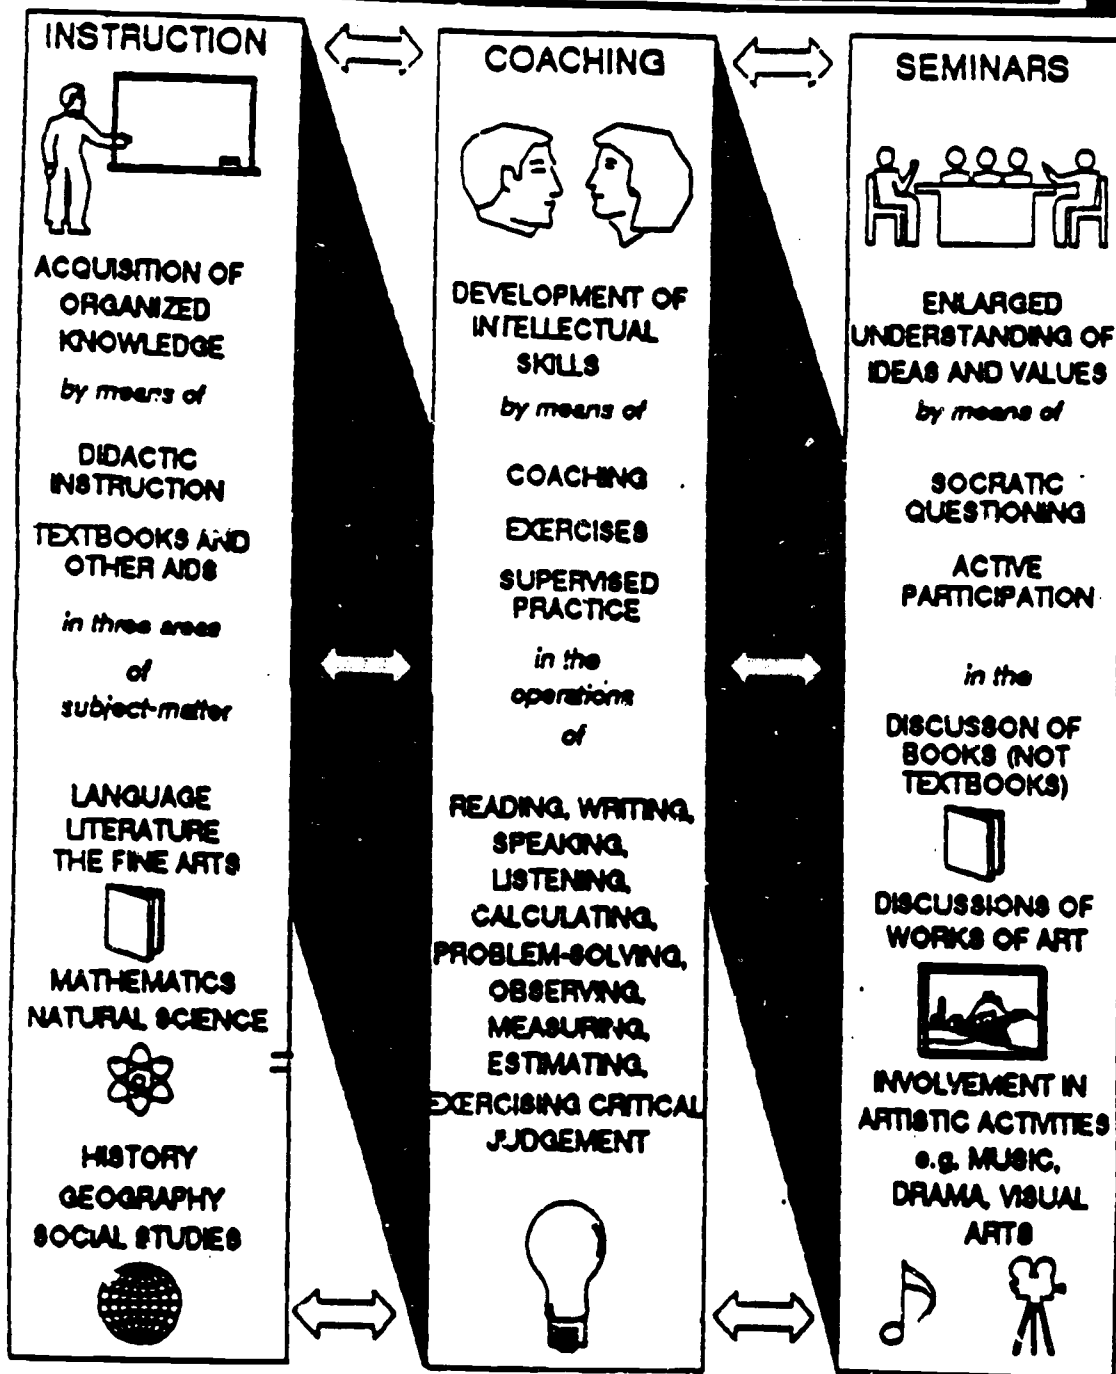 INSTRUCTION
ACQUISITION OF
ORGANIZED
KNOWLEDGE
by means of
DIDACTIC
INSTRUCTION
TEXTBOOKS AND
OTHER AIDS
in three areas
of
subject-matter
LANGUAGE
LITERATURE
THE FINE ARTS
MATHEMATICS
NATURAL SCIENCE
HISTORY
GEOGRAPHY
SOCIAL STUDIES
COACHING
DEVELOPMENT OF
INTELLECTUAL
SKILLS
by means of
COACHING
EXERCISES
SUPERVISED
PRACTICE
in the
operations
of
READING, WRITING,
SPEAKING,
LISTENING,
CALCULATING,
PROBLEM-SOLVING,
OBSERVING,
MEASURING,
ESTIMATING,
EXERCISING CRITICAL
JUDGEMENT
SEMINARS
ENLARGED
UNDERSTANDING OF
IDEAS AND VALUES
by means of
SOCRATIC
QUESTIONING
ACTIVE
PARTICIPATION
in the
DISCUSSON OF
BOOKS (NOT
TEXTBOOKS)
DISCUSSIONS OF
WORKS OF ART
INVOLVEMENT IN
ARTISTIC ACTIVITIES
e.g. MUSIC,
DRAMA, VISUAL
ARTS